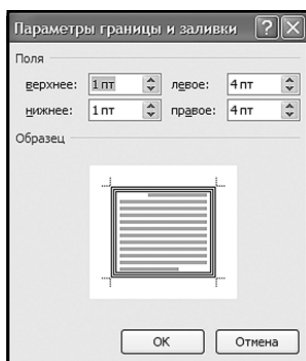 Параметры границы и заливки
Поля
верхнее: 1 пт левое: 4 пт
нижнее: 1 пт правое: 4 пт
Образец
ОК Отмена